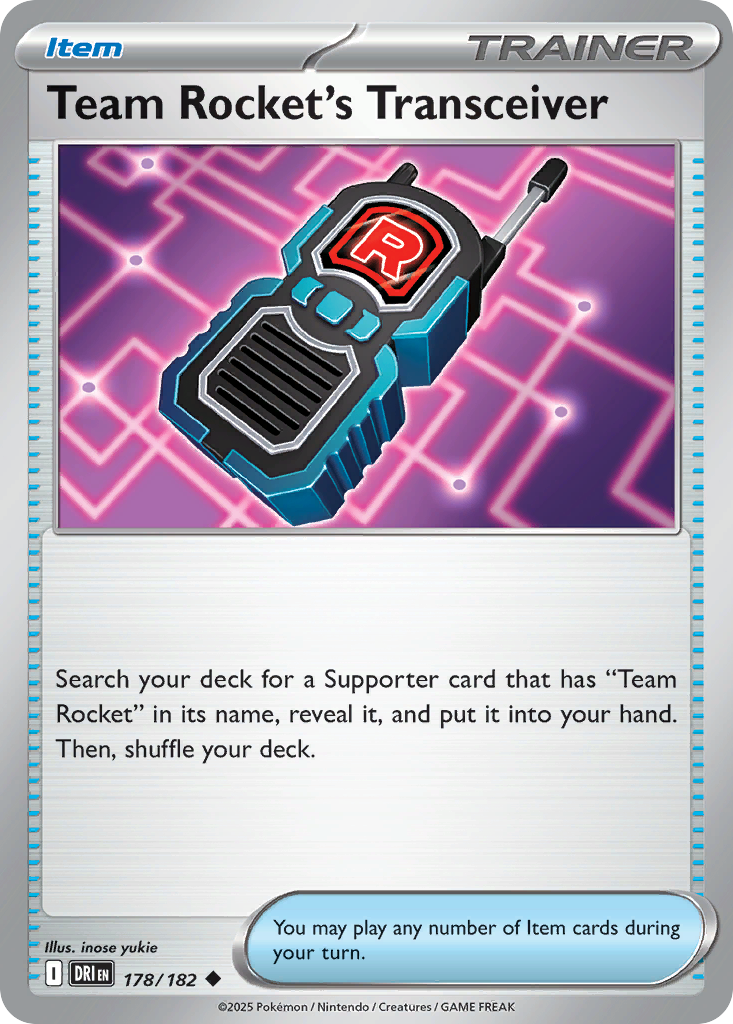 Item
TRAINER
Team Rocket's Transceiver
R
Search your deck for a Supporter card that has “Team
Rocket” in its name, reveal it, and put it into your hand.
Then, shuffle your deck.
You may play any number of Item cards during
your turn.
Illus. inose yukie
I DRI EN 178/182
©2025 Pokémon / Nintendo / Creatures / GAME FREAK